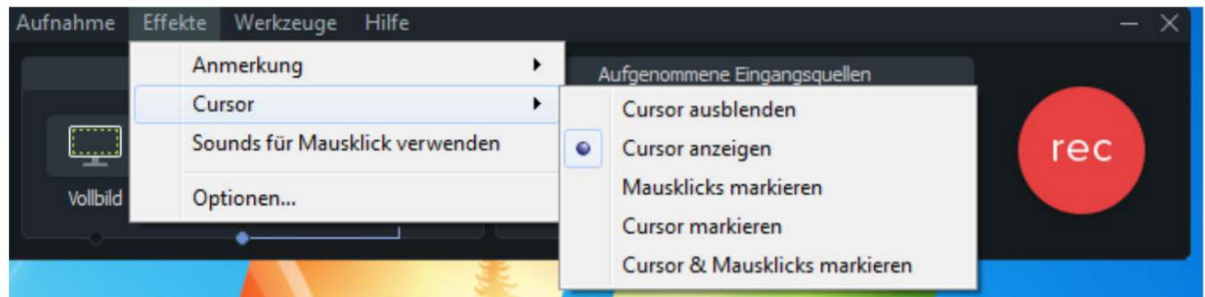 Aufnahme Effekte Werkzeuge Hilfe
Anmerkung
Aufgenommene Eingangsquellen
Cursor
Cursor ausblenden
Sounds für Mausklick verwenden
Cursor anzeigen
rec
Mausklicks markieren
Vollbild
Optionen...
Cursor markieren
Cursor & Mausklicks markieren